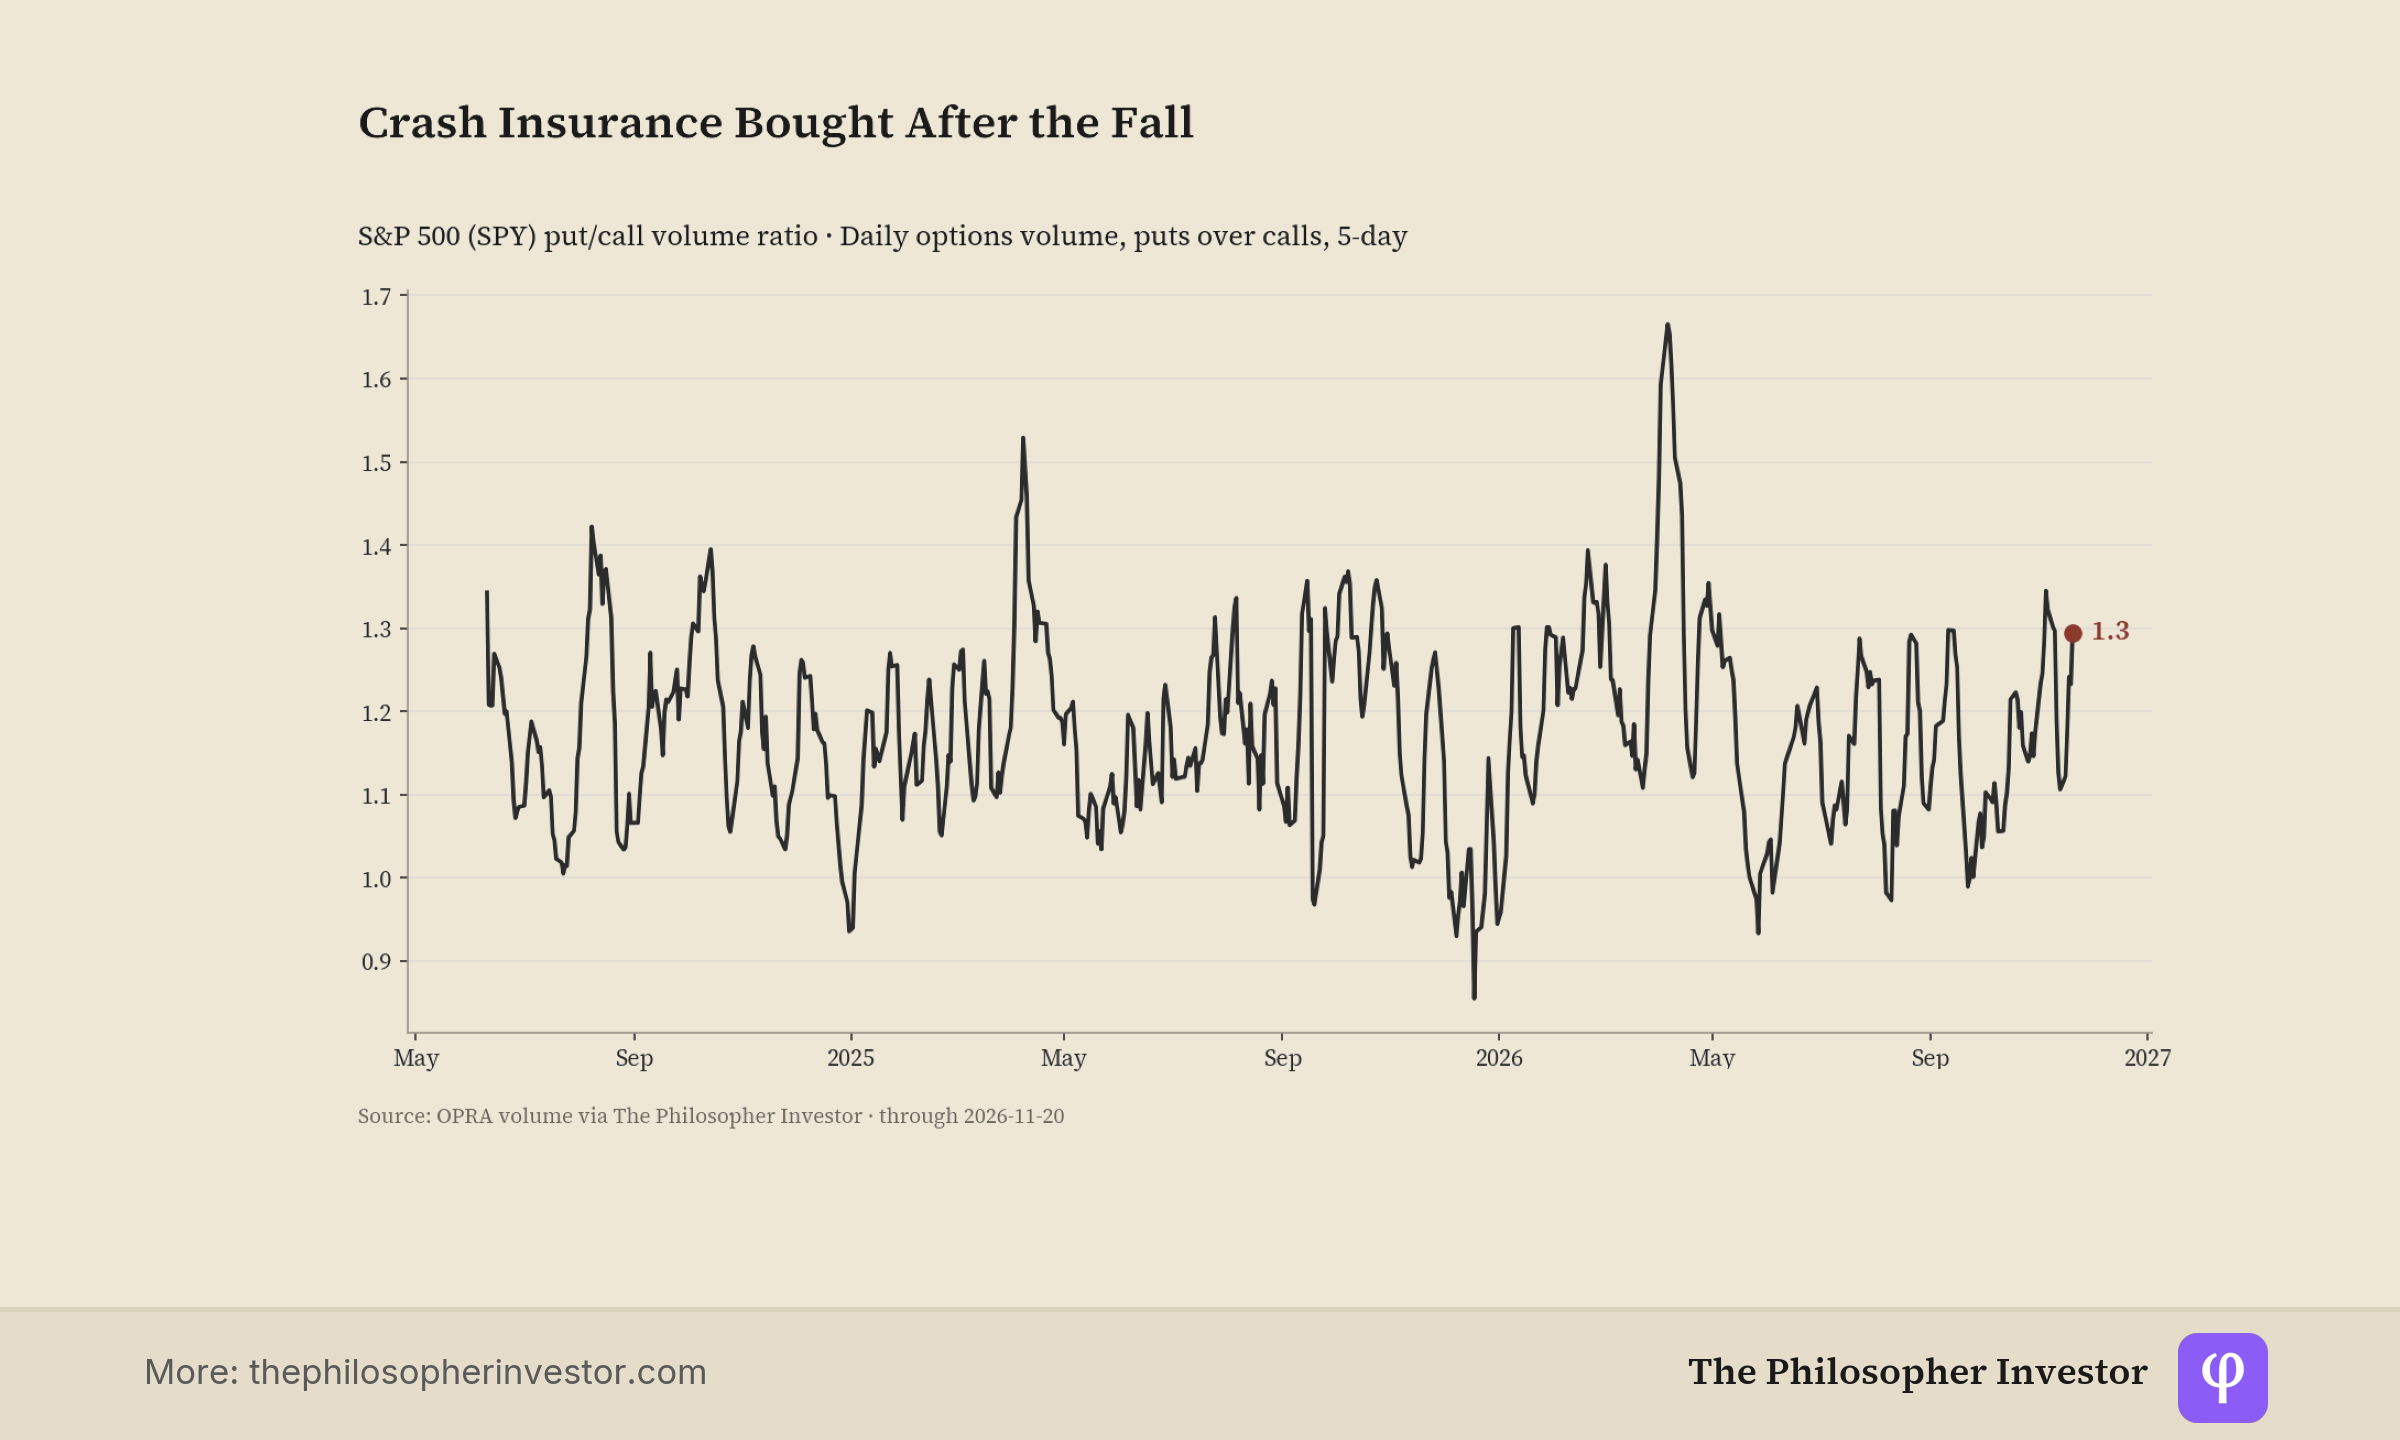 Crash Insurance Bought After the Fall
S&P 500 (SPY) put/call volume ratio · Daily options volume, puts over calls, 5-day
1.7
1.6
1.5
1.4
1.3
1.2
1.1
1.0
0.9
1.3
May Sep 2025 May Sep 2026 May Sep 2027
Source: OPRA volume via The Philosopher Investor · through 2026-11-20
More: thephilosopherinvestor.com
The Philosopher Investor φ